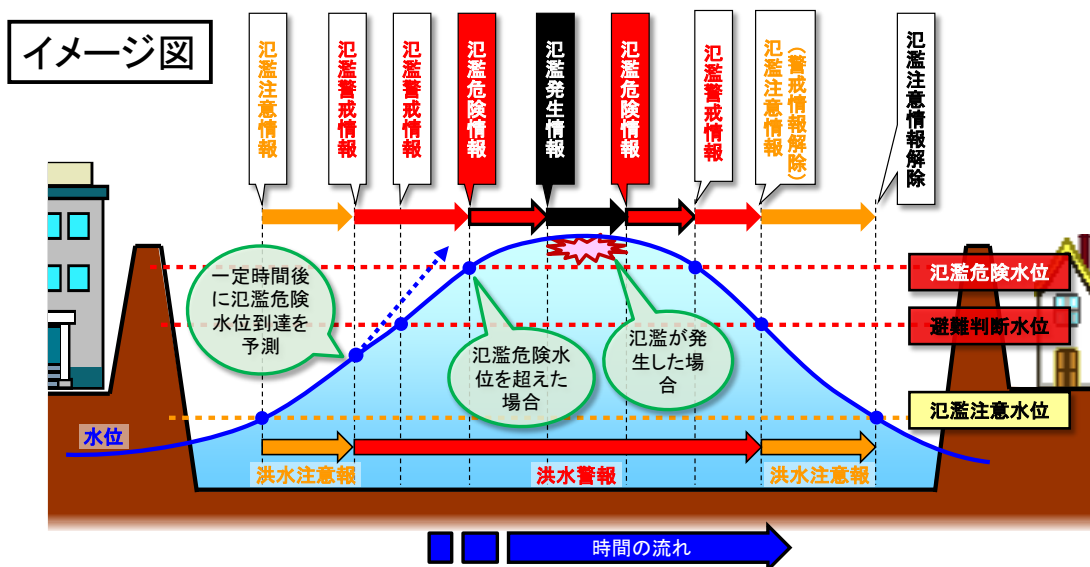 イメージ図
氾濫注意情報
氾濫警戒情報
氾濫警戒情報
氾濫危険情報
氾濫発生情報
氾濫危険情報
氾濫警戒情報
(警戒情報解除)
氾濫注意情報
氾濫注意情報解除
一定時間後
に氾濫危険
水位到達を
予測
氾濫危険水
位を超えた
場合
氾濫が発
生した場
合
氾濫危険水位
避難判断水位
氾濫注意水位
水位
洪水注意報
洪水警報
洪水注意報
時間の流れ